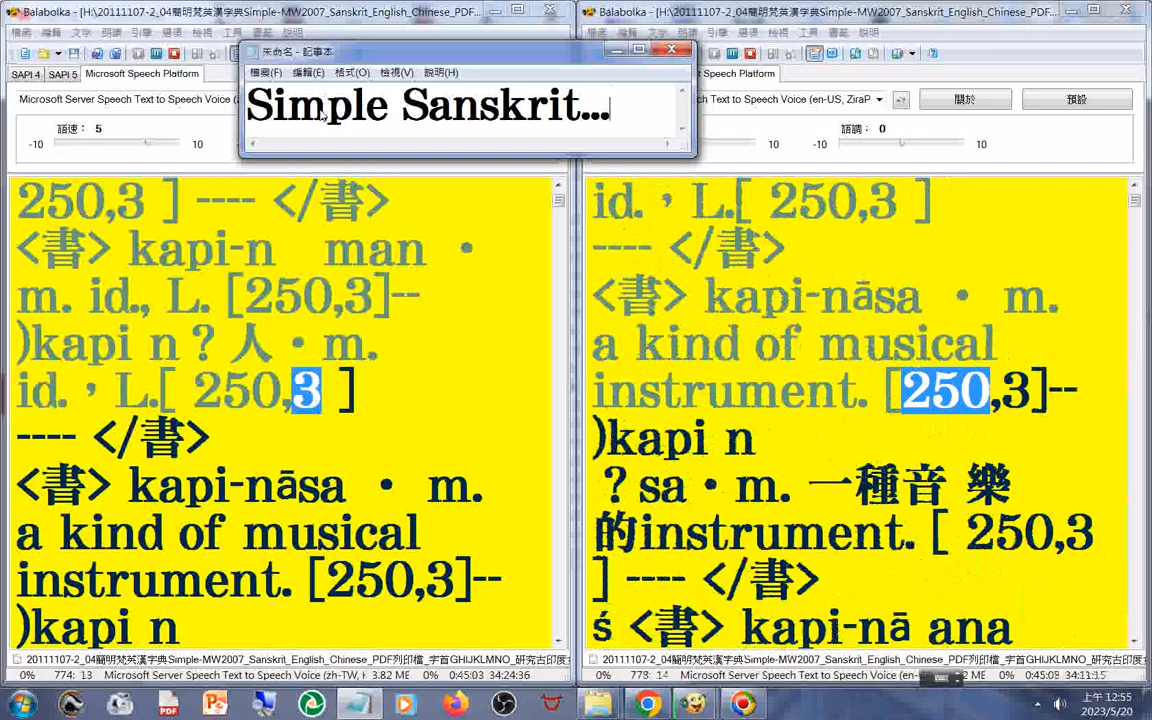 Balabolka - [H:\20111107-2_04簡明梵英漢字典Simple-MW2007_Sanskrit_English_Chinese_PDF...
SAPI 4
SAPI 5
Microsoft Speech Platform
Microsoft Server Speech Text to Speech Voice (z
語速： 5
-10
10
250,3 ] ---- </書>
<書> kapi-n man •
m. id., L. [250,3]--
)kapi n？人・m.
id.，L.[ 250,3 ]
---- </書>
<書> kapi-nāsa • m.
a kind of musical
instrument. [250,3]--
)kapi n
20111107-2_04簡明梵英漢字典Simple-MW2007_Sanskrit_English_Chinese_PDF列印檔_字首GHIJKLMNO_研究古印度
0%
774: 13
Microsoft Server Speech Text to Speech Voice (zh-TW, H
3.82 MB
0%
0:45:03
34:24:36
未命名 - 記事本
檔案(F)
編輯(E)
格式(O)
檢視(V)
說明(H)
Simple Sanskrit...
Balabolka - [H:\20111107-2_04簡明梵英漢字典Simple-MW2007_Sanskrit_English_Chinese_PDF...
t Speech Platform
Microsoft Server Speech Text to Speech Voice (en-US, ZiraP
關於
預設
10
語調： 0
-10
10
id.，L.[ 250,3 ]
---- </書>
<書> kapi-nāsa • m.
a kind of musical
instrument. [250,3]--
)kapi n
？sa・m. 一種音 樂
的instrument. [ 250,3
] ---- </書>
ś <書> kapi-nā ana
20111107-2_04簡明梵英漢字典Simple-MW2007_Sanskrit_English_Chinese_PDF列印檔_字首GHIJKLMNO_研究古印度
0%
778: 14
Microsoft Server Speech Text to Speech Voice (en-
MB
0%
0:45:03
34:11:15
上午 12:55
2023/5/20